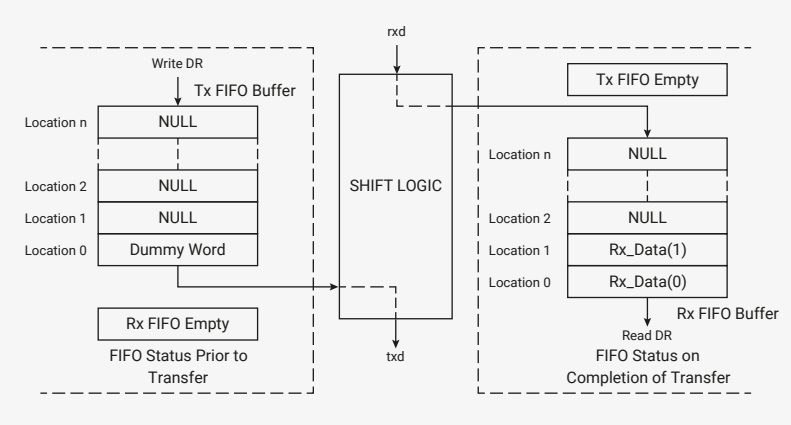 rxd
Write DR
Tx FIFO Buffer
Location n
NULL
Location 2
NULL
Location 1
NULL
Location 0
Dummy Word
Rx FIFO Empty
FIFO Status Prior to
Transfer
SHIFT LOGIC
txd
Tx FIFO Empty
Location n
NULL
Location 2
NULL
Location 1
Rx_Data(1)
Location 0
Rx_Data(0)
Rx FIFO Buffer
Read DR
FIFO Status on
Completion of Transfer